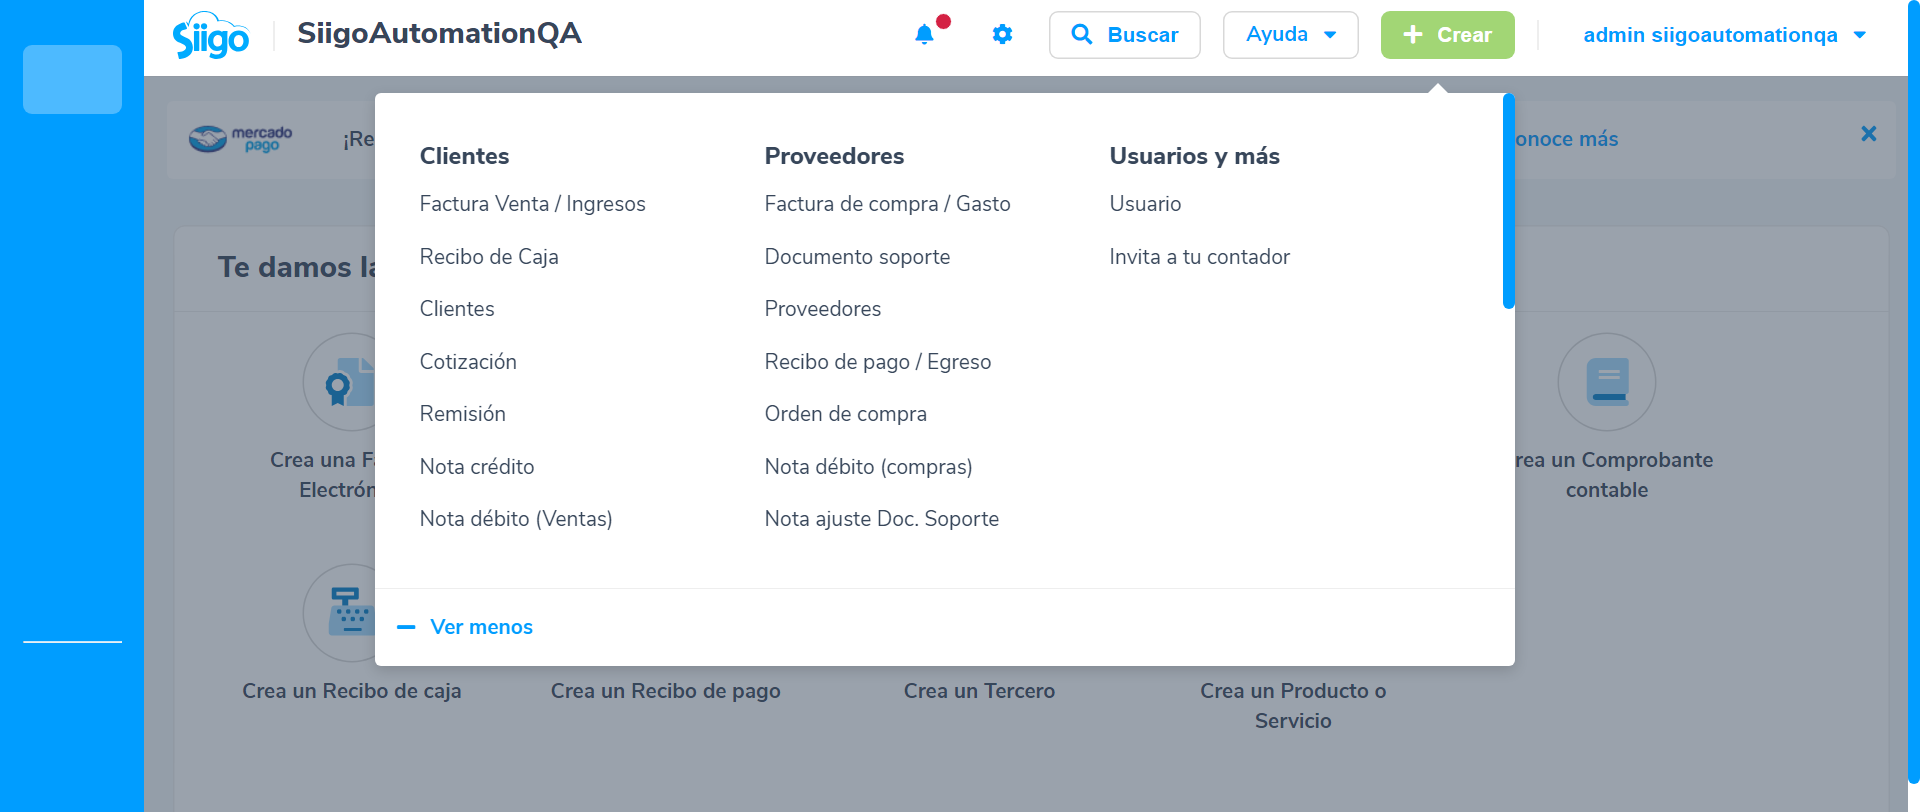 Siigo
SiigoAutomationQA
Buscar
Ayuda
Crear
admin siigoautomationqa
mercado
pago
¡Re
onoce más
Clientes
Factura Venta / Ingresos
Recibo de Caja
Clientes
Cotización
Remisión
Nota crédito
Nota débito (Ventas)
Proveedores
Factura de compra / Gasto
Documento soporte
Proveedores
Recibo de pago / Egreso
Orden de compra
Nota débito (compras)
Nota ajuste Doc. Soporte
Usuarios y más
Usuario
Invita a tu contador
Ver menos
Te damos la
Crea una Fa
Electrón
rea un Comprobante
contable
Crea un Recibo de caja
Crea un Recibo de pago
Crea un Tercero
Crea un Producto o
Servicio